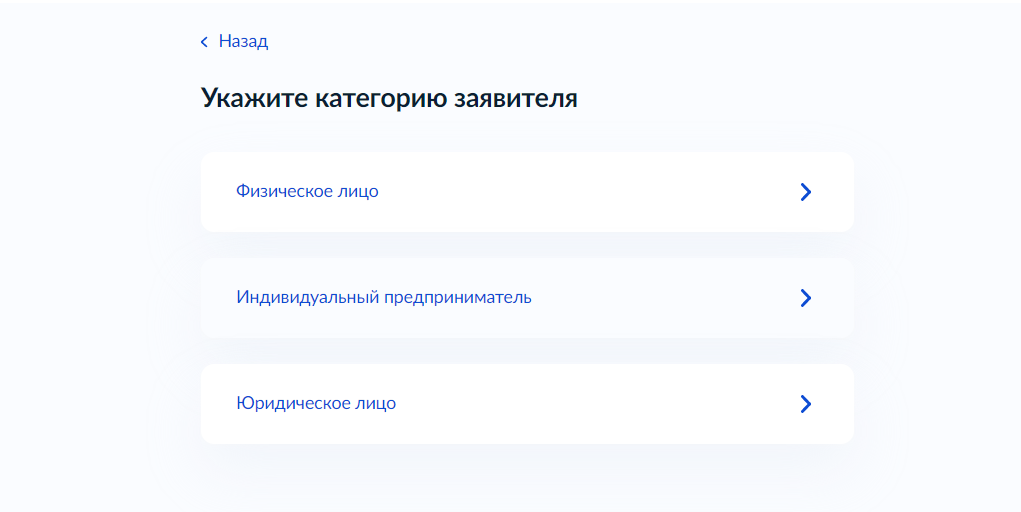 Назад
Укажите категорию заявителя
Физическое лицо
Индивидуальный предприниматель
Юридическое лицо